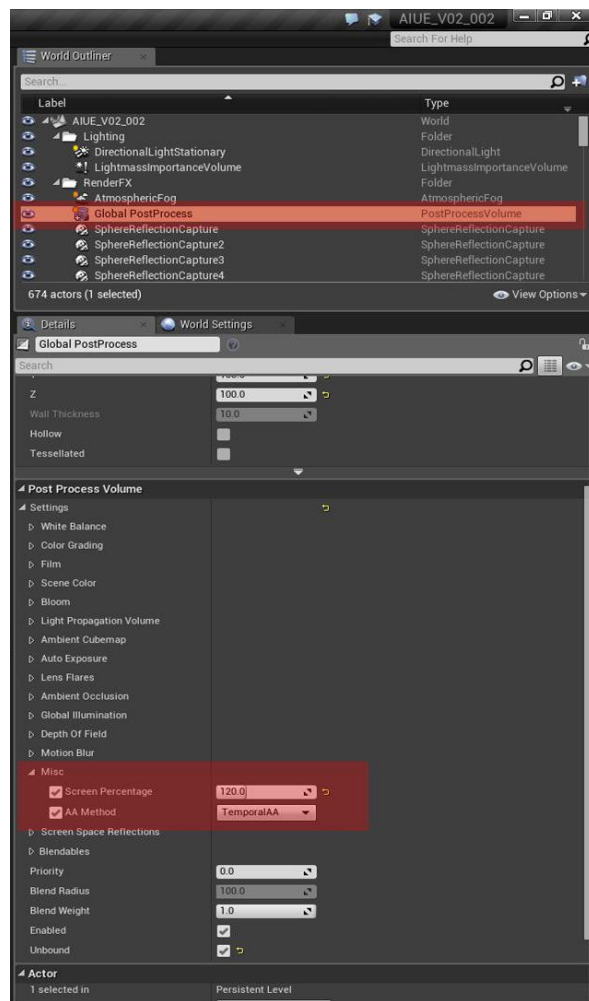 AIUE_V02_002
Search For Help
World Outliner
Search...
Label Type
AIUE_V02_002 World
Lighting Folder
DirectionalLightStationary DirectionalLight
LightmassImportanceVolume LightmassImportanceVolume
RenderFX Folder
AtmosphericFog AtmosphericFog
Global PostProcess PostProcessVolume
SphereReflectionCapture SphereReflectionCapture
SphereReflectionCapture2 SphereReflectionCapture
SphereReflectionCapture3 SphereReflectionCapture
SphereReflectionCapture4 SphereReflectionCapture
674 actors (1 selected) View Options
Details World Settings
Global PostProcess
Search
Z 100.0
Wall Thickness 10.0
Hollow
Tessellated
Post Process Volume
Settings
White Balance
Color Grading
Film
Scene Color
Bloom
Light Propagation Volume
Ambient Cubemap
Auto Exposure
Lens Flares
Ambient Occlusion
Global Illumination
Depth Of Field
Motion Blur
Misc
Screen Percentage 120.0
AA Method TemporalAA
Screen Space Reflections
Blendables
Priority 0.0
Blend Radius 100.0
Blend Weight 1.0
Enabled
Unbound
Actor
1 selected in Persistent Level